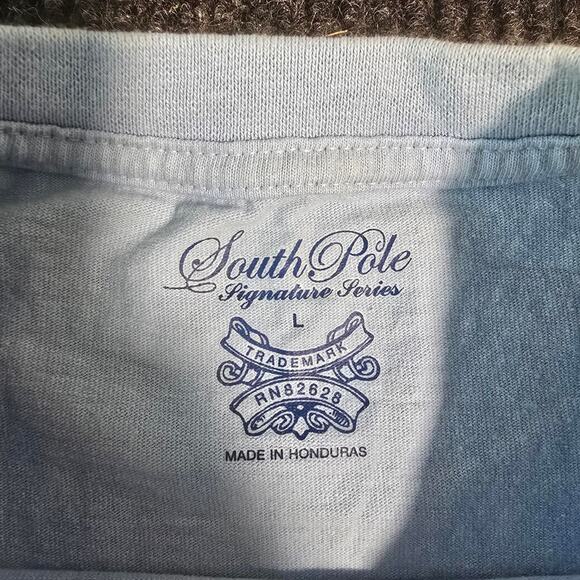 South Pole
Signature Series
L
TRADEMARK
RN82628
MADE IN HONDURAS